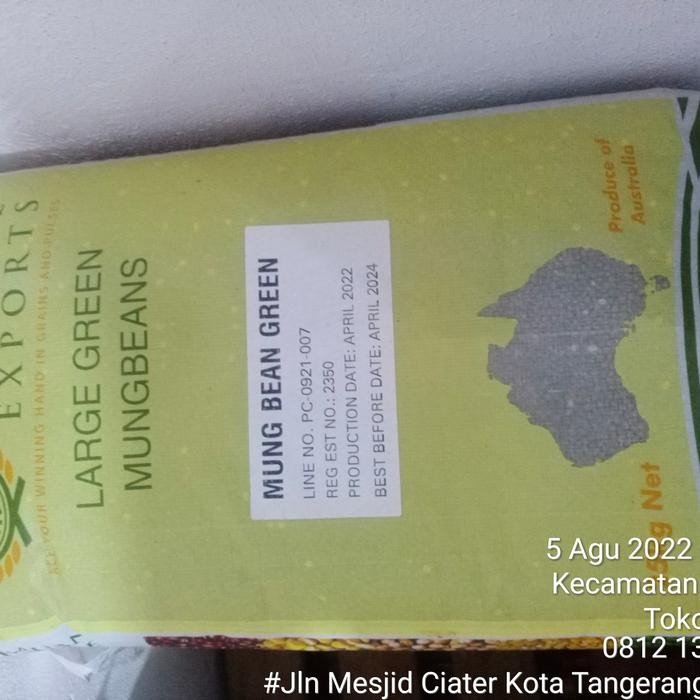 EXPORTS
ACE YOUR WINNING HAND IN GRAINS AND PULSES
LARGE GREEN
MUNGBEANS
MUNG BEAN GREEN
LINE NO. PC-0921-007
REG EST NO.: 2350
PRODUCTION DATE: APRIL 2022
BEST BEFORE DATE: APRIL 2024
Produce of
Australia
Net
5 Agu 2022
Kecamatan
Toko
0812 13
#Jln Mesjid Ciater Kota Tangerang